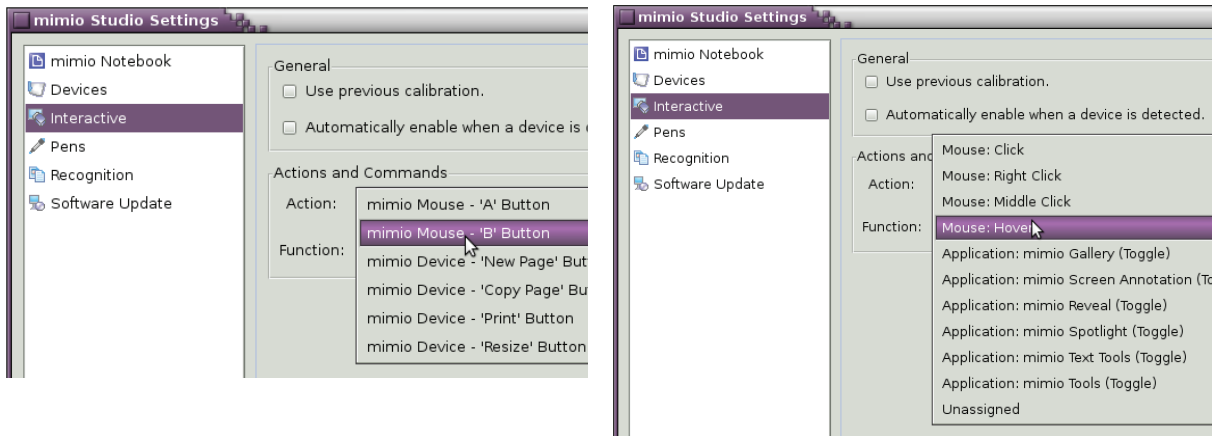 mimio Studio Settings
mimio Notebook
Devices
Interactive
Pens
Recognition
Software Update
General
Use previous calibration.
Automatically enable when a device is
Actions and Commands
Action:
mimio Mouse - 'A' Button
mimio Mouse - 'B' Button
Function:
mimio Device - 'New Page' But
mimio Device - 'Copy Page' Bu
mimio Device - 'Print' Button
mimio Device - 'Resize' Button
mimio Studio Settings
mimio Notebook
Devices
Interactive
Pens
Recognition
Software Update
General
Use previous calibration.
Automatically enable when a device is detected.
Actions and
Action:
Function:
Mouse: Click
Mouse: Right Click
Mouse: Middle Click
Mouse: Hover
Application: mimio Gallery (Toggle)
Application: mimio Screen Annotation (To
Application: mimio Reveal (Toggle)
Application: mimio Spotlight (Toggle)
Application: mimio Text Tools (Toggle)
Application: mimio Tools (Toggle)
Unassigned